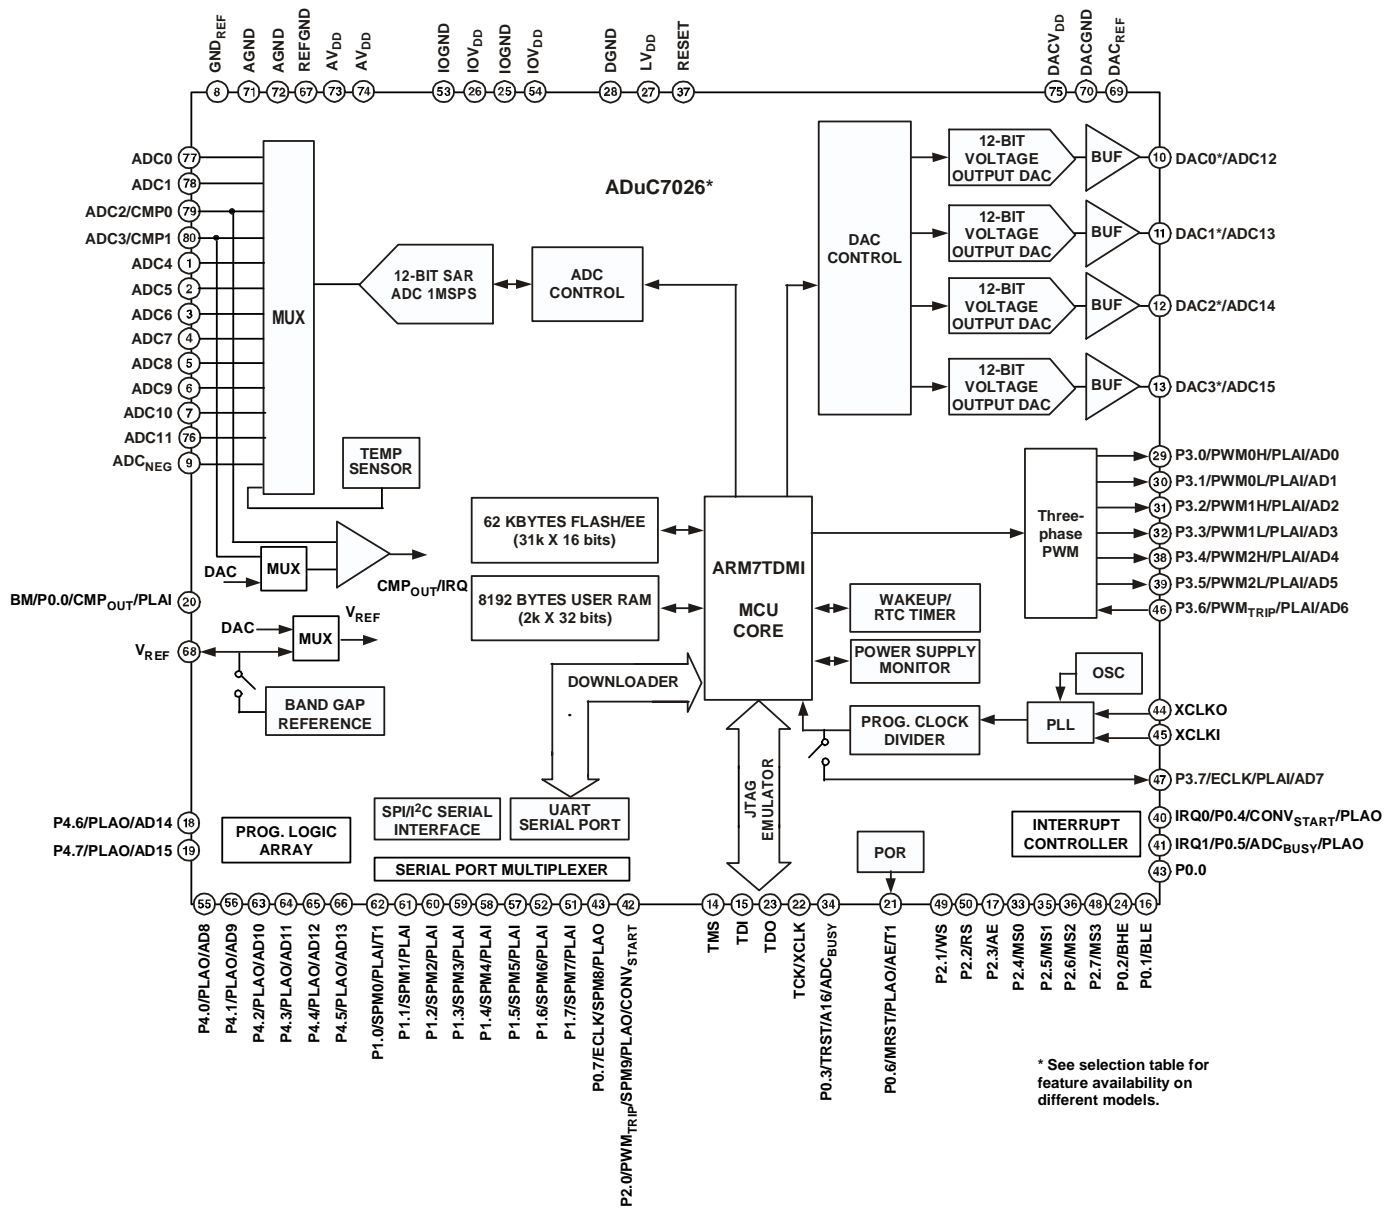 GNDREF
AGND
AGND
REFGND
AVDD
AVDD
IOGND
IOVDD
IOGND
IOVDD
DGND
LVDD
RESET
DACVDD
DACGND
DACREF
8
71
72
67
73
74
53
26
25
54
28
27
37
75
70
69
ADuC7026*
ADC0
77
ADC1
78
ADC2/CMP0
79
ADC3/CMP1
80
ADC4
1
ADC5
2
ADC6
3
ADC7
4
ADC8
5
ADC9
6
ADC10
7
ADC11
76
ADCNEG
9
MUX
12-BIT SAR
ADC 1MSPS
ADC
CONTROL
TEMP
SENSOR
DAC
CONTROL
12-BIT
VOLTAGE
OUTPUT DAC
BUF
10
DAC0*/ADC12
12-BIT
VOLTAGE
OUTPUT DAC
BUF
11
DAC1*/ADC13
12-BIT
VOLTAGE
OUTPUT DAC
BUF
12
DAC2*/ADC14
12-BIT
VOLTAGE
OUTPUT DAC
BUF
13
DAC3*/ADC15
Three-
phase
PWM
29
P3.0/PWM0H/PLAI/AD0
30
P3.1/PWM0L/PLAI/AD1
31
P3.2/PWM1H/PLAI/AD2
32
P3.3/PWM1L/PLAI/AD3
38
P3.4/PWM2H/PLAI/AD4
39
P3.5/PWM2L/PLAI/AD5
46
P3.6/PWMTRIP/PLAI/AD6
62 KBYTES FLASH/EE
(31k X 16 bits)
8192 BYTES USER RAM
(2k X 32 bits)
ARM7TDMI
MCU
CORE
WAKEUP/
RTC TIMER
POWER SUPPLY
MONITOR
PROG. CLOCK
DIVIDER
OSC
PLL
44
XCLKO
45
XCLKI
47
P3.7/ECLK/PLAI/AD7
DAC
MUX
CMPOUT/IRQ
BM/P0.0/CMPOUT/PLAI
20
DAC
MUX
VREF
VREF
68
BAND GAP
REFERENCE
DOWNLOADER
JTAG
EMULATOR
SPI/I2C SERIAL
INTERFACE
UART
SERIAL PORT
PROG. LOGIC
ARRAY
SERIAL PORT MULTIPLEXER
P4.6/PLAO/AD14
18
P4.7/PLAO/AD15
19
POR
INTERRUPT
CONTROLLER
40
IRQ0/P0.4/CONVSTART/PLAO
41
IRQ1/P0.5/ADCBUSY/PLAO
43
P0.0
55
56
63
64
65
66
62
61
60
59
58
57
52
51
43
42
14
15
23
22
34
21
49
50
17
33
35
36
48
24
16
P4.0/PLAO/AD8
P4.1/PLAO/AD9
P4.2/PLAO/AD10
P4.3/PLAO/AD11
P4.4/PLAO/AD12
P4.5/PLAO/AD13
P1.0/SPM0/PLAI/T1
P1.1/SPM1/PLAI
P1.2/SPM2/PLAI
P1.3/SPM3/PLAI
P1.4/SPM4/PLAI
P1.5/SPM5/PLAI
P1.6/SPM6/PLAI
P1.7/SPM7/PLAI
P0.7/ECLK/SPM8/PLAO
P2.0/PWMTRIP/SPM9/PLAO/CONVSTART
TMS
TDI
TDO
TCK/XCLK
P0.3/TRST/A16/ADCBUSY
P0.6/MRST/PLAO/AE/T1
P2.1/WS
P2.2/RS
P2.3/AE
P2.4/MS0
P2.5/MS1
P2.6/MS2
P2.7/MS3
P0.2/BHE
P0.1/BLE
* See selection table for
feature availability on
different models.